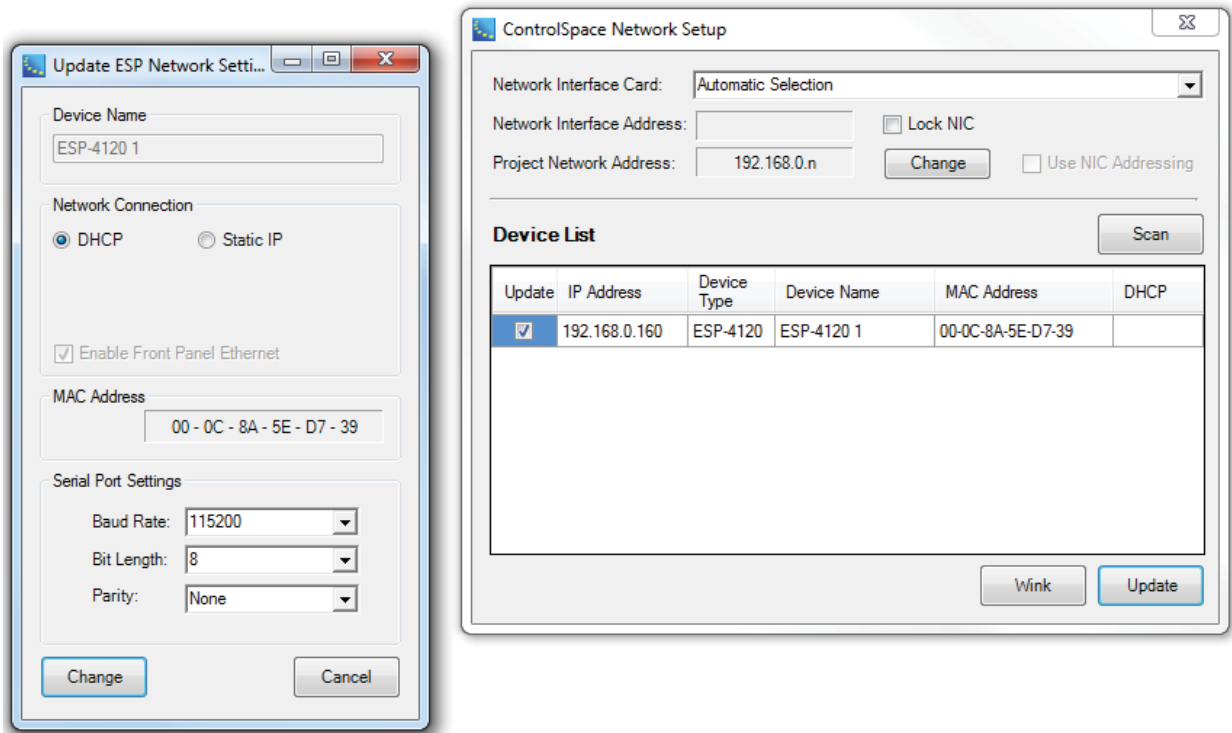 Update ESP Network Setti...
Device Name
ESP-4120 1
Network Connection
DHCP Static IP
Enable Front Panel Ethernet
MAC Address
00 - 0C - 8A - 5E - D7 - 39
Serial Port Settings
Baud Rate: 115200
Bit Length: 8
Parity: None
Change Cancel
ControlSpace Network Setup
Network Interface Card: Automatic Selection
Network Interface Address: Lock NIC
Project Network Address: 192.168.0.n Change Use NIC Addressing
Device List Scan
Update IP Address Device Type Device Name MAC Address DHCP
192.168.0.160 ESP-4120 ESP-4120 1 00-0C-8A-5E-D7-39
Wink Update